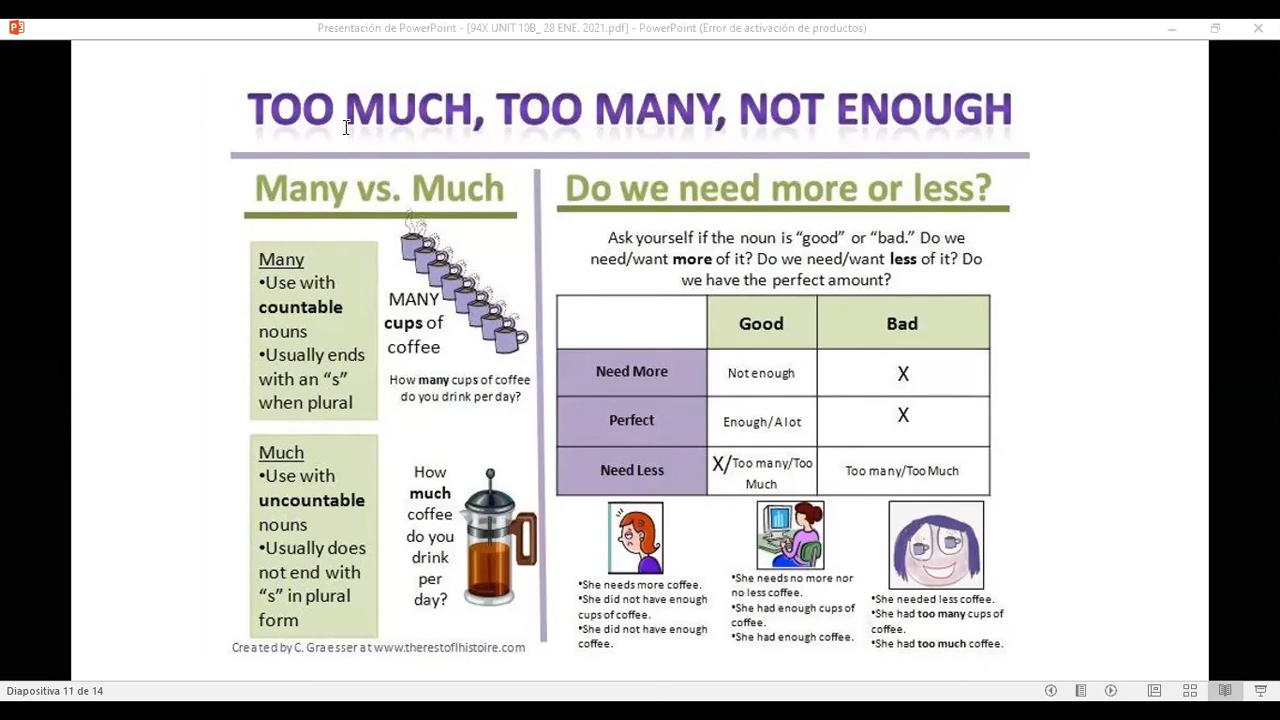 Presentación de PowerPoint - [94X UNIT 10B_ 28 ENE. 2021.pdf] - PowerPoint (Error de activación de productos)
TOO MUCH, TOO MANY, NOT ENOUGH
Many vs. Much
Many
•Use with
countable
nouns
•Usually ends
with an “s”
when plural
MANY
cups of
coffee
How many cups of coffee
do you drink per day?
Much
•Use with
uncountable
nouns
•Usually does
not end with
“s” in plural
form
How
much
coffee
do you
drink
per
day?
Created by C. Graesser at www.therestoflhistoire.com
Do we need more or less?
Ask yourself if the noun is “good” or “bad.” Do we
need/want more of it? Do we need/want less of it? Do
we have the perfect amount?
Good Bad
Need More Not enough X
Perfect Enough/A lot X
Need Less X/Too many/Too Much Too many/Too Much
•She needs more coffee.
•She did not have enough
cups of coffee.
•She did not have enough
coffee.
•She needs no more nor
no less coffee.
•She had enough cups of
coffee.
•She had enough coffee.
•She needed less coffee.
•She had too many cups of
coffee.
•She had too much coffee.
Diapositiva 11 de 14